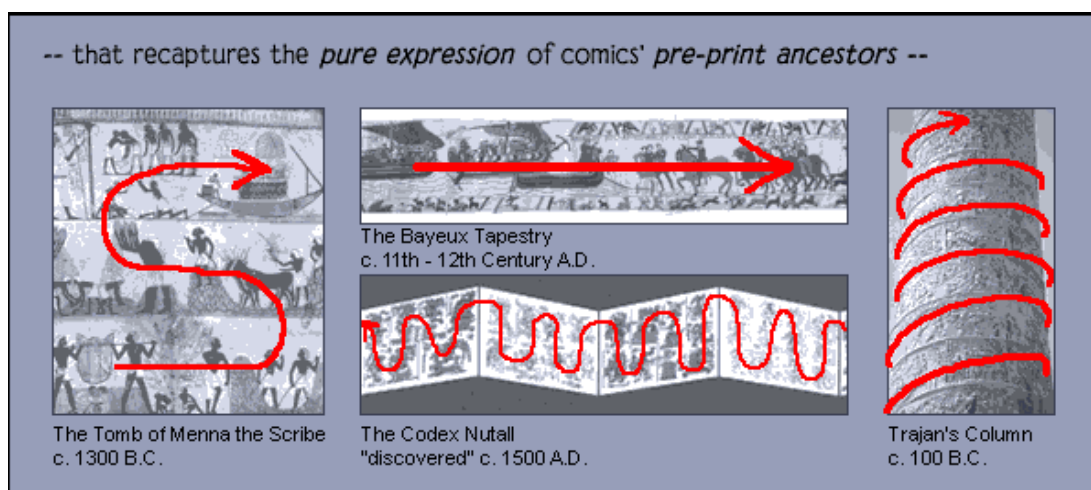 -- that recaptures the pure expression of comics' pre-print ancestors --
The Tomb of Menna the Scribe
c. 1300 B.C.
The Bayeux Tapestry
c. 11th - 12th Century A.D.
The Codex Nutall
"discovered" c. 1500 A.D.
Trajan's Column
c. 100 B.C.